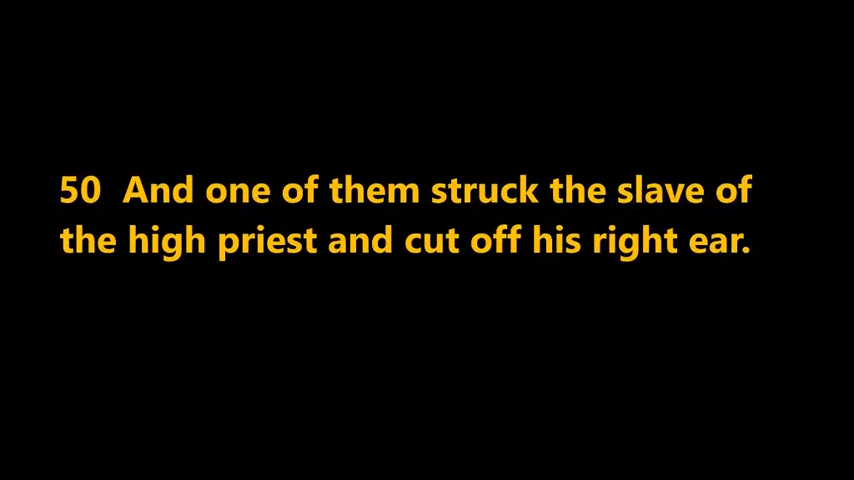 50  And one of them struck the slave of
the high priest and cut off his right ear.